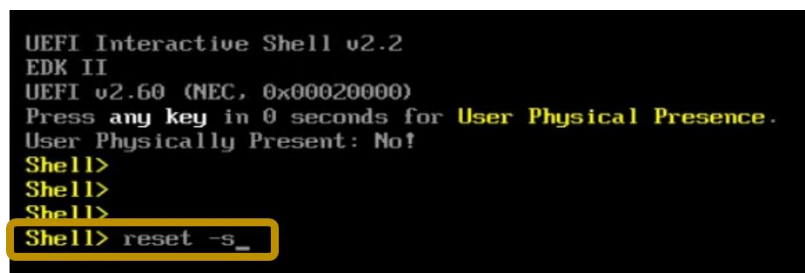 UEFI Interactive Shell v2.2
EDK II
UEFI v2.60 (NEC, 0x00020000)
Press any key in 0 seconds for User Physical Presence.
User Physically Present: No!
Shell>
Shell>
Shell>
Shell> reset -s_